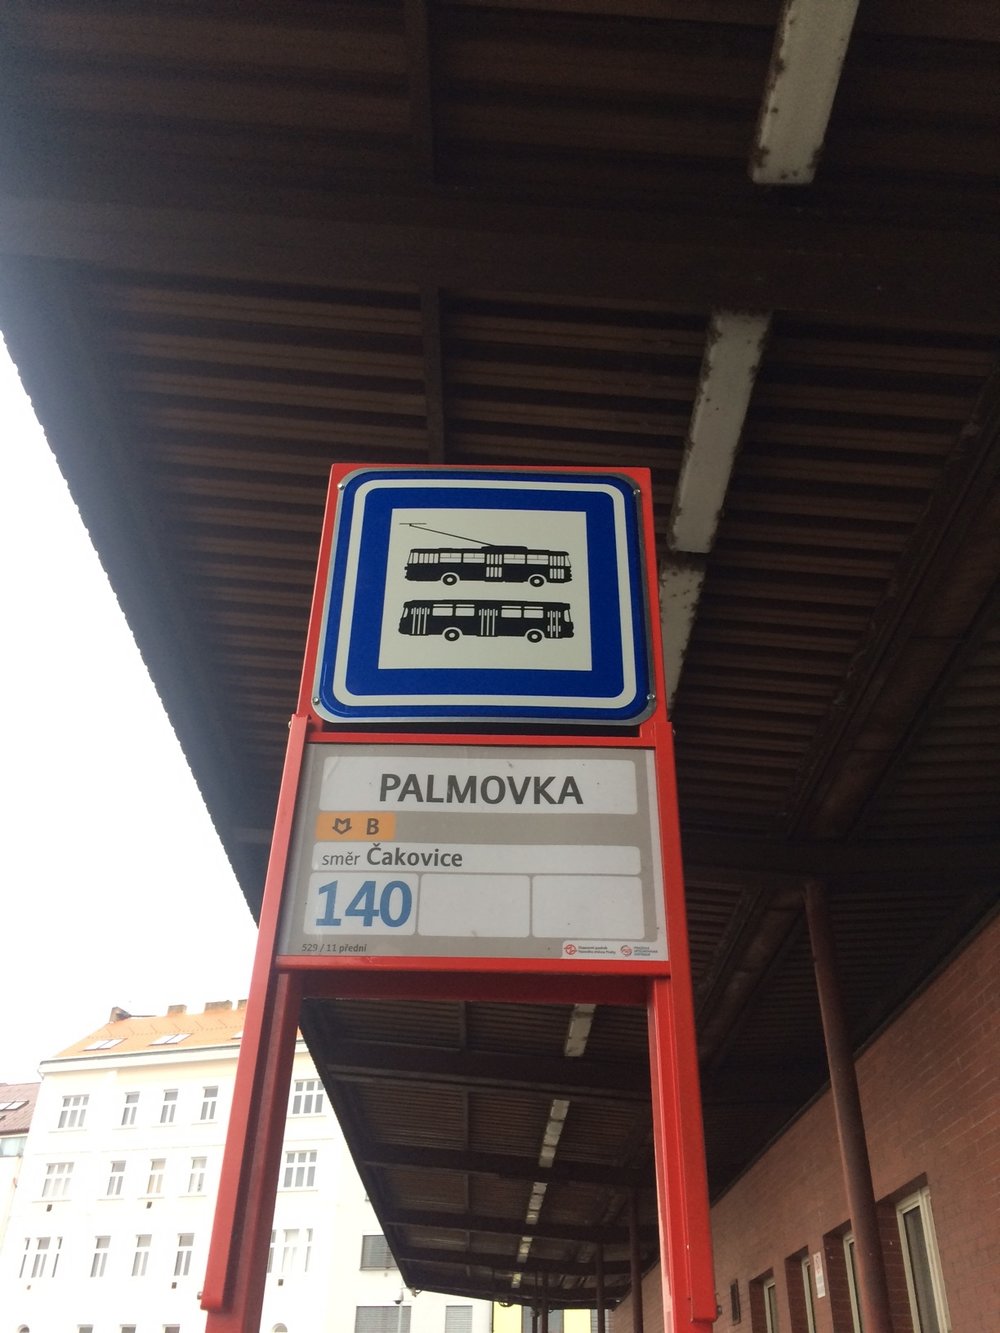 PALMOVKA
B
směr Čakovice
140
529 / 11 přední